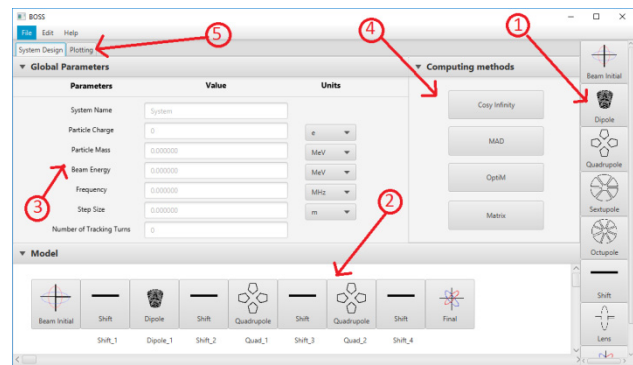 BOSS
File Edit Help
System Design Plotting
5
4
1
Global Parameters
Computing methods
Parameters Value Units
System Name System
Particle Charge 0 e
Particle Mass 0.000000 MeV
Beam Energy 0.000000 MeV
Frequency 0.000000 MHz
Step Size 0.000000 m
Number of Tracking Turns 0
3
2
Cosy Infinity
MAD
OptiM
Matrix
Beam Initial
Dipole
Quadrupole
Sextupole
Octupole
Shift
Lens
Model
Beam Initial Shift Dipole Shift Quadrupole Shift Quadrupole Shift Final
Shift_1 Dipole_1 Shift_2 Quad_1 Shift_3 Quad_2 Shift_4